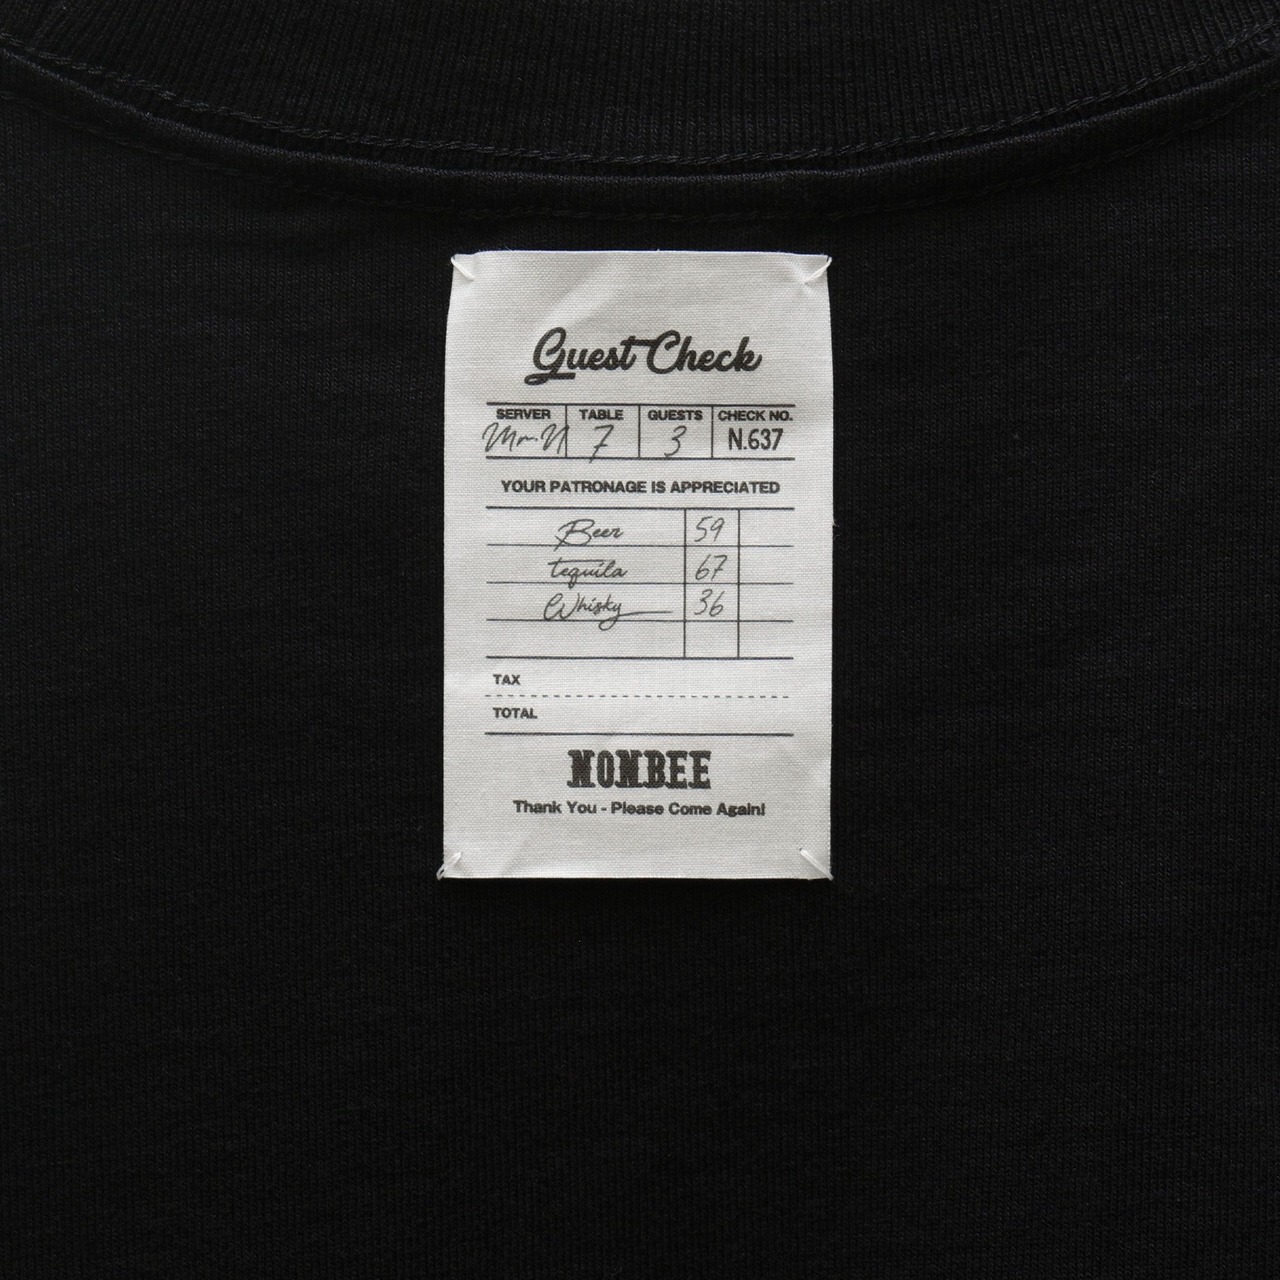 Guest Check
SERVER TABLE GUESTS CHECK NO.
Mr.N 7 3 N.637
YOUR PATRONAGE IS APPRECIATED
Beer 59
tequila 67
Whisky 36
TAX
TOTAL
NONBEE
Thank You - Please Come Again!